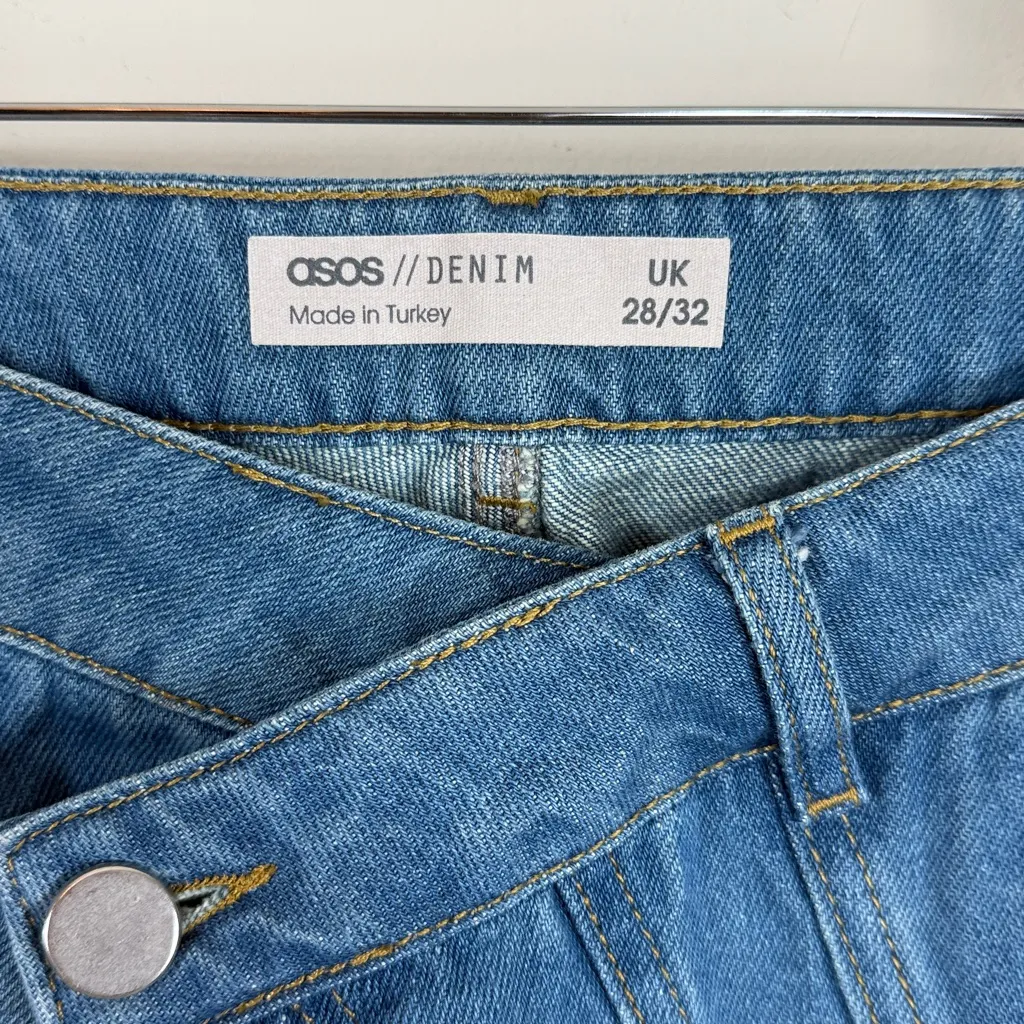 asos // DENIM
Made in Turkey
UK
28/32